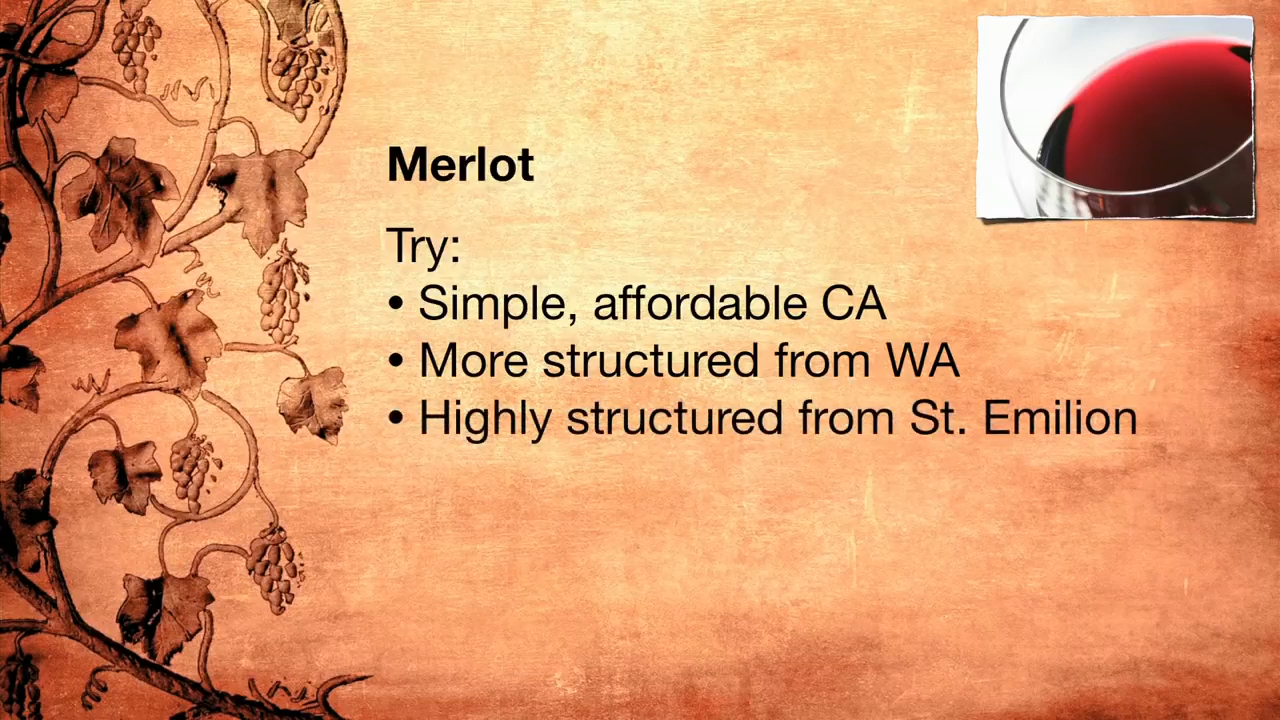 Merlot
Try:
• Simple, affordable CA
• More structured from WA
• Highly structured from St. Emilion